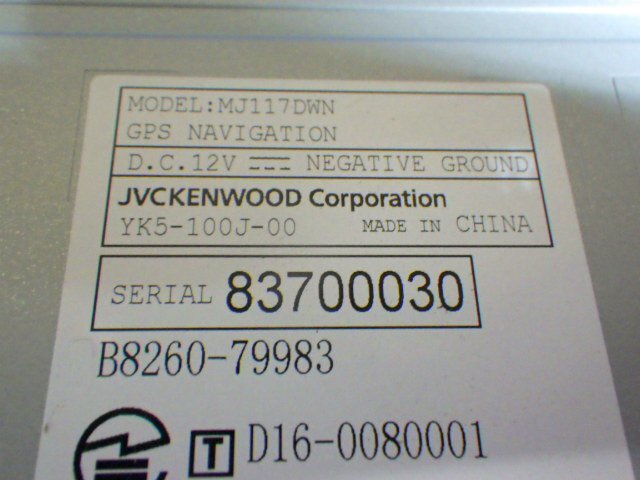 MODEL:MJ117DWN
GPS NAVIGATION
D.C.12V NEGATIVE GROUND
JVCKENWOOD Corporation
YK5-100J-00 MADE IN CHINA
SERIAL 83700030
B8260-79983
T D16-0080001